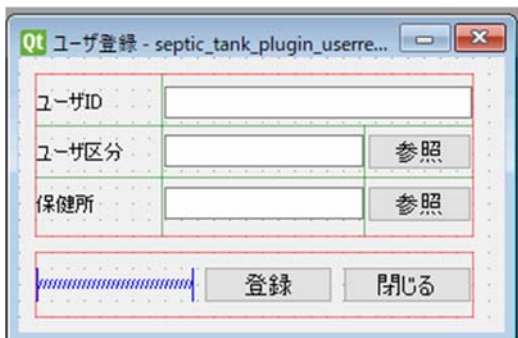 Qt ユーザ登録 - septic_tank_plugin_userre...
ユーザID
ユーザ区分 参照
保健所 参照
登録 閉じる